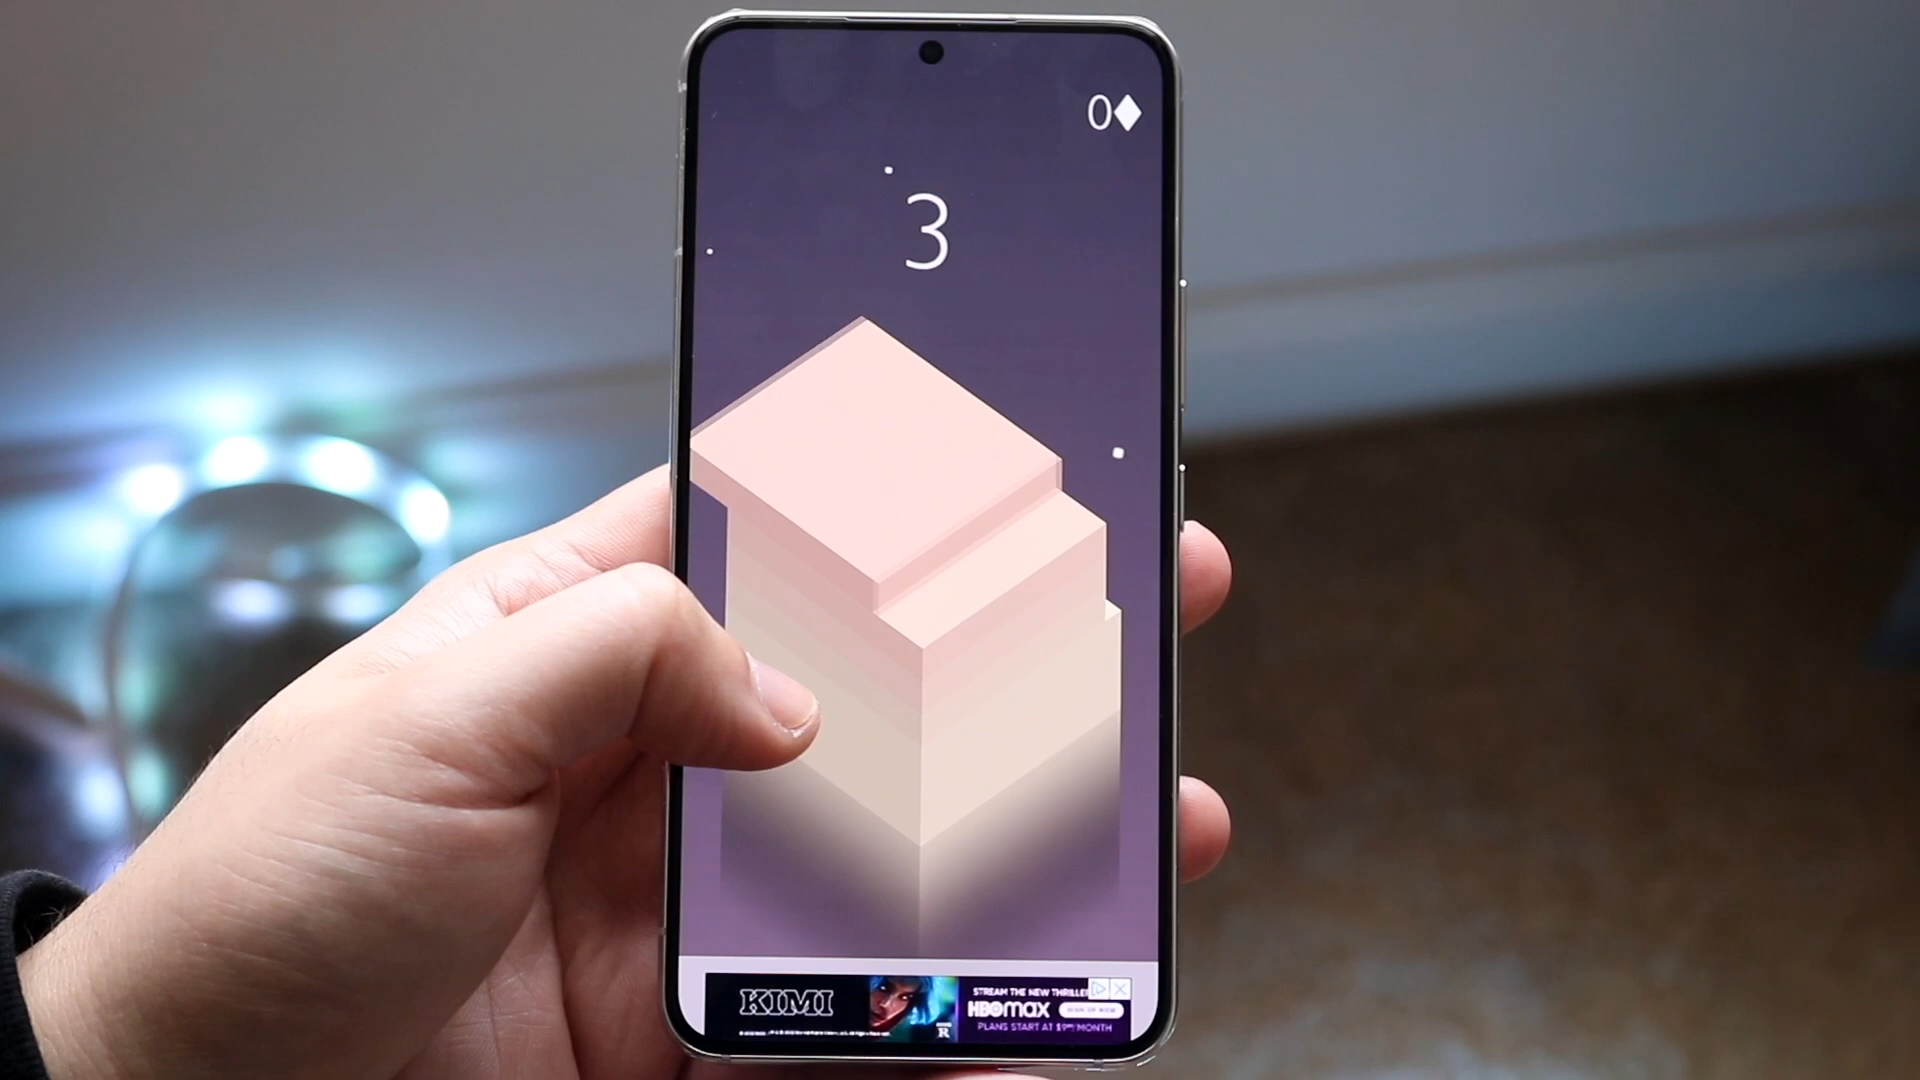 0
3
KIMI
STREAM THE NEW THRILLER
HBOMAX
PLANS START AT $9.99/MONTH
R